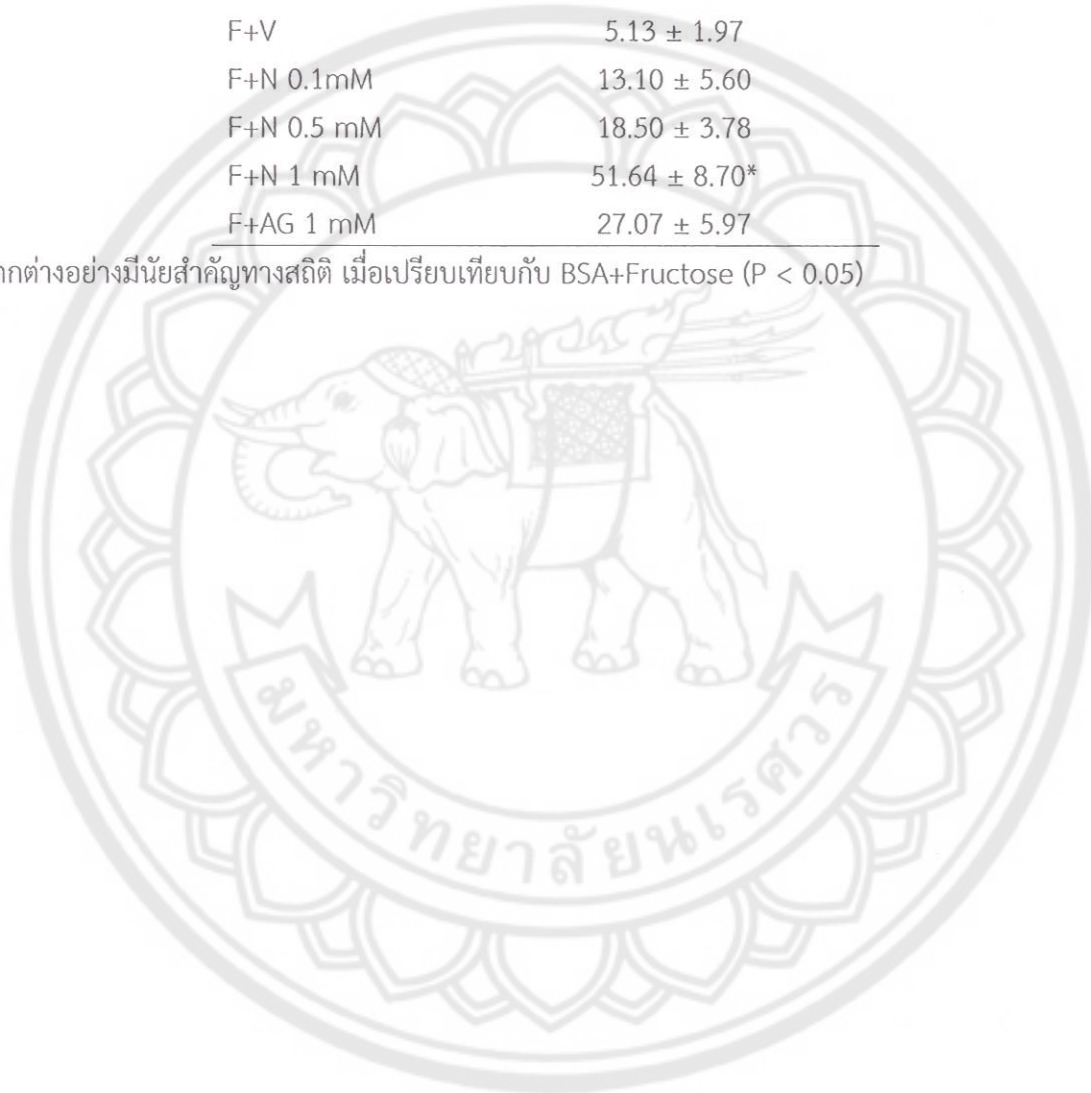 F+V 5.13 ± 1.97
F+N 0.1mM 13.10 ± 5.60
F+N 0.5 mM 18.50 ± 3.78
F+N 1 mM 51.64 ± 8.70*
F+AG 1 mM 27.07 ± 5.97
กต่างอย่างมีนัยสำคัญทางสถิติ เมื่อเปรียบเทียบกับ BSA+Fructose (P < 0.05)
มหาวิทยาลัยนเรศวร